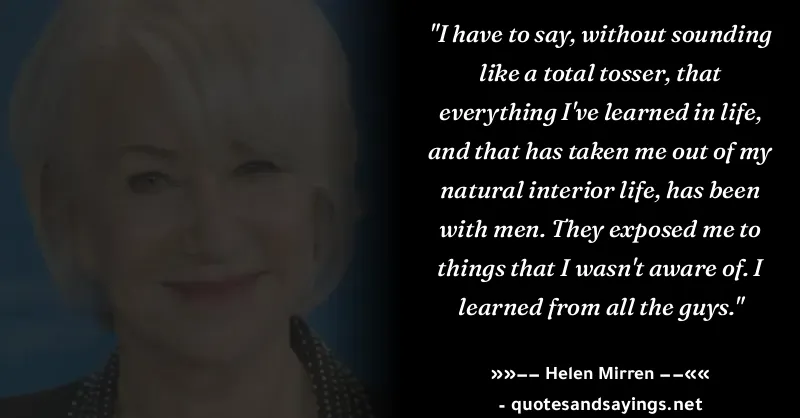 "I have to say, without sounding
like a total tosser, that
everything I've learned in life,
and that has taken me out of my
natural interior life, has been
with men. They exposed me to
things that I wasn't aware of. I
learned from all the guys."
»»−− Helen Mirren −−««
- quotesandsayings.net